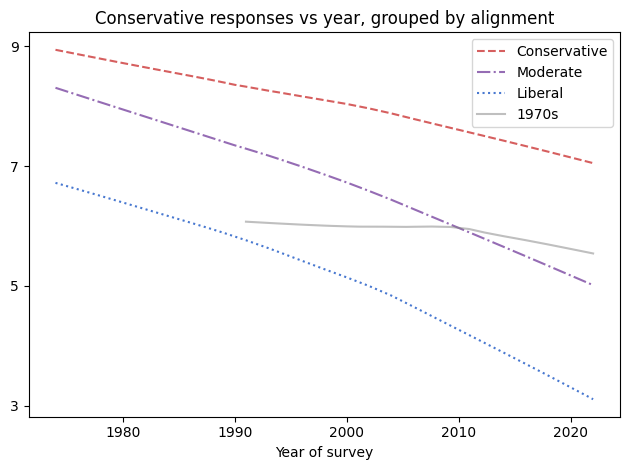 Conservative responses vs year, grouped by alignment
Conservative
Moderate
Liberal
1970s
9
7
5
3
1980
1990
2000
2010
2020
Year of survey